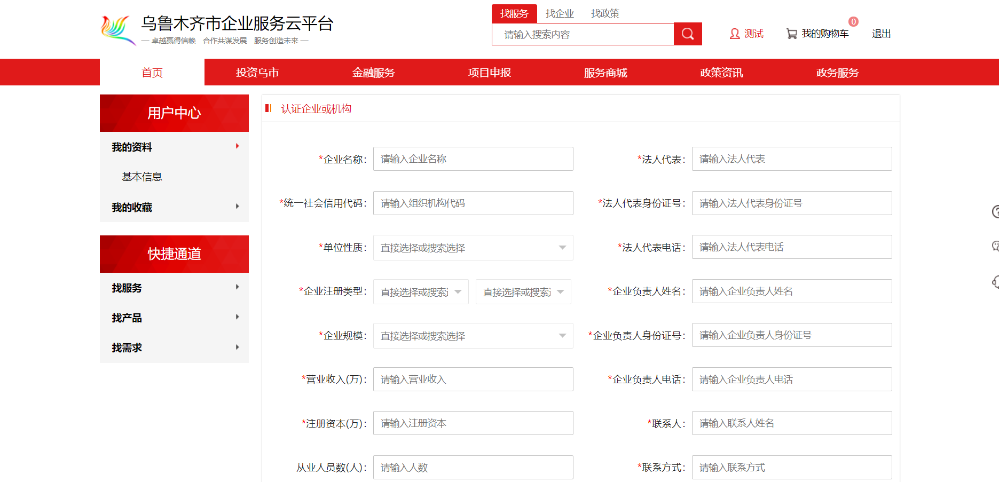 乌鲁木齐市企业服务云平台
— 卓越赢得信赖 合作共谋发展 服务创造未来 —
找服务 找企业 找政策
请输入搜索内容
测试
我的购物车
0
退出
首页 投资乌市 金融服务 项目申报 服务商城 政策资讯 政务服务
用户中心
我的资料
基本信息
我的收藏
快捷通道
找服务
找产品
找需求
认证企业或机构
*企业名称： 请输入企业名称
*法人代表： 请输入法人代表
*统一社会信用代码： 请输入组织机构代码
*法人代表身份证号： 请输入法人代表身份证号
*单位性质： 直接选择或搜索选择
*法人代表电话： 请输入法人代表电话
*企业注册类型： 直接选择或搜索 直接选择或搜索
*企业负责人姓名： 请输入企业负责人姓名
*企业规模： 直接选择或搜索选择
*企业负责人身份证号： 请输入企业负责人身份证号
*营业收入(万)： 请输入营业收入
*企业负责人电话： 请输入企业负责人电话
*注册资本(万)： 请输入注册资本
*联系人： 请输入联系人姓名
从业人员数(人)： 请输入人数
*联系方式： 请输入联系方式